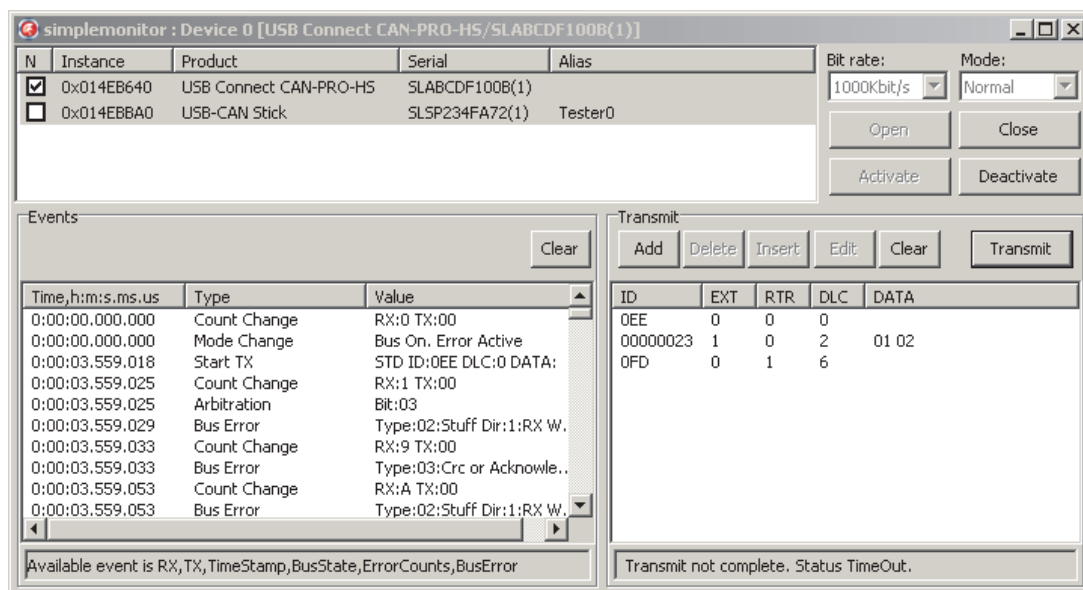 simplemonitor : Device 0 [USB Connect CAN-PRO-HS/SLABCDF100B(1)]
N Instance Product Serial Alias
0x014EB640 USB Connect CAN-PRO-HS SLABCDF100B(1)
0x014EBBA0 USB-CAN Stick SLSP234FA72(1) Tester0
Bit rate: Mode:
1000Kbit/s Normal
Open Close
Activate Deactivate
Events
Clear
Time,h:m:s.ms.us Type Value
0:00:00.000.000 Count Change RX:0 TX:00
0:00:00.000.000 Mode Change Bus On. Error Active
0:00:03.559.018 Start TX STD ID:0EE DLC:0 DATA:
0:00:03.559.025 Count Change RX:1 TX:00
0:00:03.559.025 Arbitration Bit:03
0:00:03.559.029 Bus Error Type:02:Stuff Dir:1:RX W...
0:00:03.559.033 Count Change RX:9 TX:00
0:00:03.559.033 Bus Error Type:03:Crc or Acknowle...
0:00:03.559.053 Count Change RX:A TX:00
0:00:03.559.053 Bus Error Type:02:Stuff Dir:1:RX W...
Available event is RX,TX,TimeStamp,BusState,ErrorCounts,BusError
Transmit
Add Delete Insert Edit Clear Transmit
ID EXT RTR DLC DATA
0EE 0 0 0
00000023 1 0 2 01 02
0FD 0 1 6
Transmit not complete. Status TimeOut.